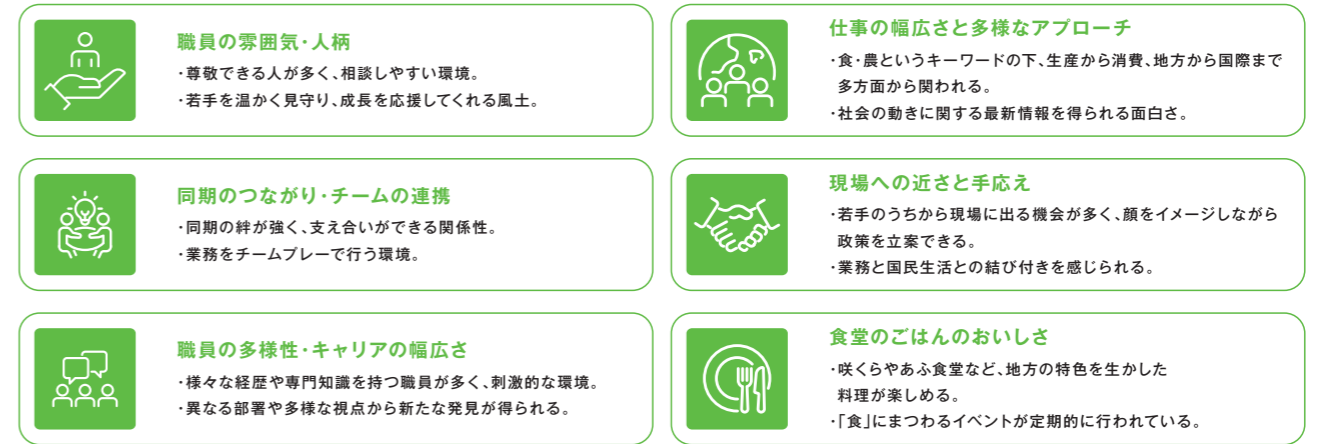 職員の雰囲気・人柄
・尊敬できる人が多く、相談しやすい環境。
・若手を温かく見守り、成長を応援してくれる風土。
仕事の幅広さと多様なアプローチ
・食・農というキーワードの下、生産から消費、地方から国際まで
多方面から関われる。
・社会の動きに関する最新情報を得られる面白さ。
同期のつながり・チームの連携
・同期の絆が強く、支え合いができる関係性。
・業務をチームプレーで行う環境。
現場への近さと手応え
・若手のうちから現場に出る機会が多く、顔をイメージしながら
政策を立案できる。
・業務と国民生活との結び付きを感じられる。
職員の多様性・キャリアの幅広さ
・様々な経歴や専門知識を持つ職員が多く、刺激的な環境。
・異なる部署や多様な視点から新たな発見が得られる。
食堂のごはんのおいしさ
・咲くらやあふ食堂など、地方の特色を生かした
料理が楽しめる。
・「食」にまつわるイベントが定期的に行われている。